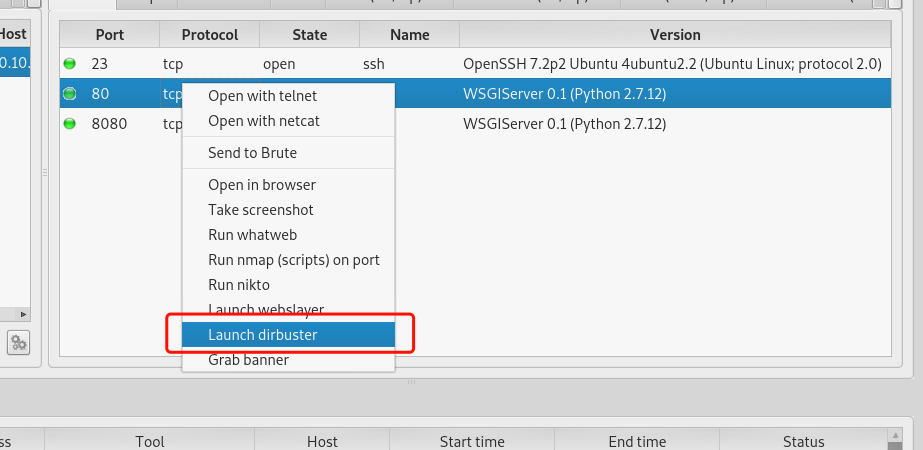 Host
Port Protocol State Name Version
0.10.
23 tcp open ssh OpenSSH 7.2p2 Ubuntu 4ubuntu2.2 (Ubuntu Linux; protocol 2.0)
80 tcp WSGIServer 0.1 (Python 2.7.12)
8080 tcp WSGIServer 0.1 (Python 2.7.12)
Open with telnet
Open with netcat
Send to Brute
Open in browser
Take screenshot
Run whatweb
Run nmap (scripts) on port
Run nikto
Launch webslayer
Launch dirbuster
Grab banner
ss Tool Host Start time End time Status